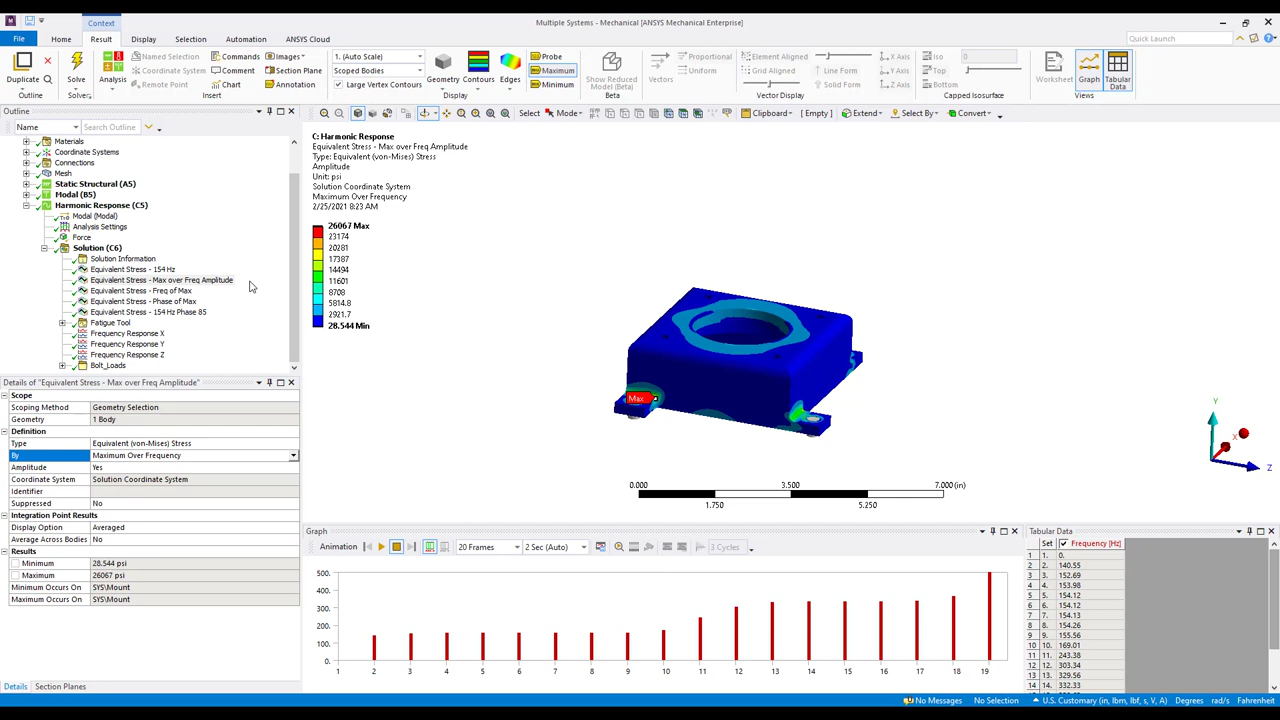 Context
Multiple Systems - Mechanical [ANSYS Mechanical Enterprise]
File Home Result Display Selection Automation ANSYS Cloud
Quick Launch
Duplicate
Outline
Solve
Solver
Analysis
Named Selection
Coordinate System
Remote Point
Commands
Comment
Chart
Images
Section Plane
Annotation
Insert
1. (Auto Scale)
Scoped Bodies
Large Vertex Contours
Geometry Contours Edges
Display
Probe
Maximum
Minimum
Show Reduced Model (Beta)
Beta
Vectors
Proportional
Uniform
Element Aligned
Grid Aligned
Line Form
Solid Form
X Axis
Y Axis
Z Axis
Vector Display
Iso
Top
Bottom
0
Capped Isosurface
Worksheet Graph Tabular Data
Views
Outline
Name Search Outline
Select Mode Clipboard [ Empty ] Extend Select By Convert
Materials
Coordinate Systems
Connections
Mesh
Static Structural (A5)
Modal (B5)
Harmonic Response (C5)
Modal (Modal)
Analysis Settings
Force
Solution (C6)
Solution Information
Equivalent Stress - 154 Hz
Equivalent Stress - Max over Freq Amplitude
Equivalent Stress - Freq of Max
Equivalent Stress - Phase of Max
Equivalent Stress - 154 Hz Phase 85
Fatigue Tool
Frequency Response X
Frequency Response Y
Frequency Response Z
Bolt_Loads
Details of "Equivalent Stress - Max over Freq Amplitude"
Scope
Scoping Method Geometry Selection
Geometry 1 Body
Definition
Type Equivalent (von-Mises) Stress
By Maximum Over Frequency
Amplitude Yes
Coordinate System Solution Coordinate System
Identifier
Suppressed No
Integration Point Results
Display Option Averaged
Average Across Bodies No
Results
Minimum 28.544 psi
Maximum 26067 psi
Minimum Occurs On SYS\Mount
Maximum Occurs On SYS\Mount
Details Section Planes
C: Harmonic Response
Equivalent Stress - Max over Freq Amplitude
Type: Equivalent (von-Mises) Stress
Amplitude
Unit: psi
Solution Coordinate System
Maximum Over Frequency
2/25/2021 8:23 AM
26067 Max
23174
20281
17387
14494
11601
8708
5814.8
2921.7
28.544 Min
Max
Y
X
Z
0.000 3.500 7.000 (in)
1.750 5.250
Graph
Animation 20 Frames 2 Sec (Auto) 3 Cycles
500.
400.
300.
200.
100.
0.
1 2 3 4 5 6 7 8 9 10 11 12 13 14 15 16 17 18 19
Tabular Data
Set Frequency [Hz]
1 1. 0.
2 2. 140.55
3 3. 152.69
4 4. 153.98
5 5. 154.12
6 6. 154.12
7 7. 154.13
8 8. 154.26
9 9. 155.56
10 10. 169.01
11 11. 243.38
12 12. 303.34
13 13. 329.56
14 14. 332.33
No Messages No Selection U.S. Customary (in, lbm, lbf, s, V, A) Degrees rad/s Fahrenheit